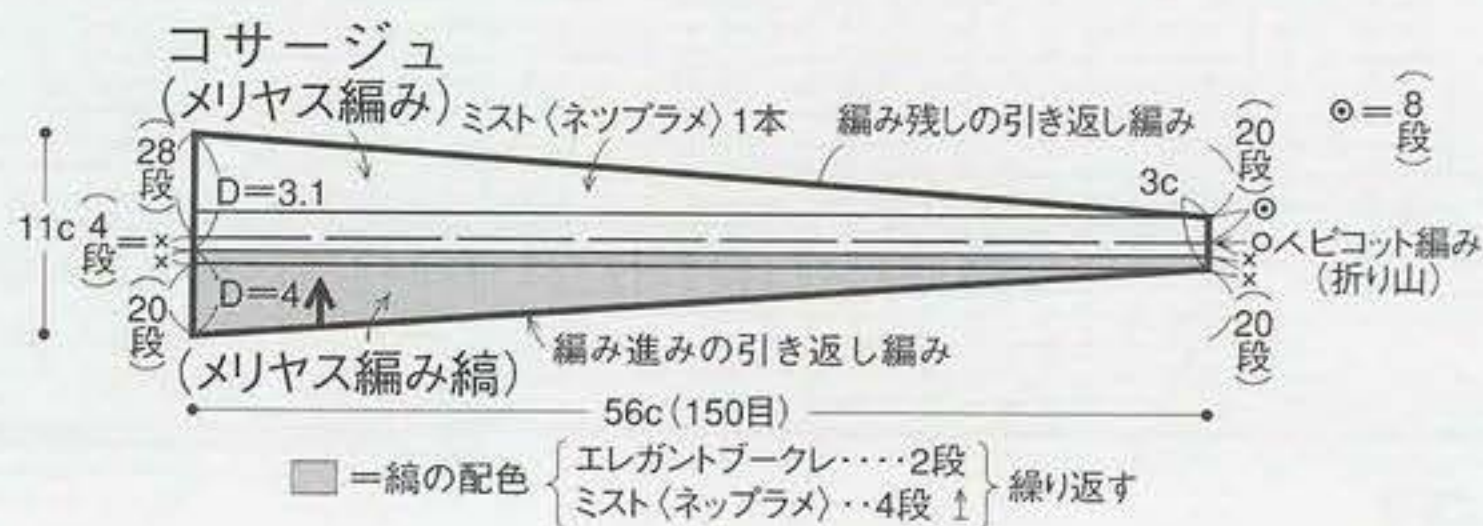 コサージュ
(メリヤス編み)
ミスト〈ネツプラメ〉1本
編み残しの引き返し編み
(20段)
⊙=(8段)
(28段)
D=3.1
3c
⊙
11c
(4段)=×
×
○人ピコット編み
(折り山)
×
×
D=4
(20段)
(20段)
編み進みの引き返し編み
(メリヤス編み縞)
56c(150目)
=縞の配色
エレガントブークレ‥‥2段
ミスト〈ネップラメ〉‥4段↑
繰り返す